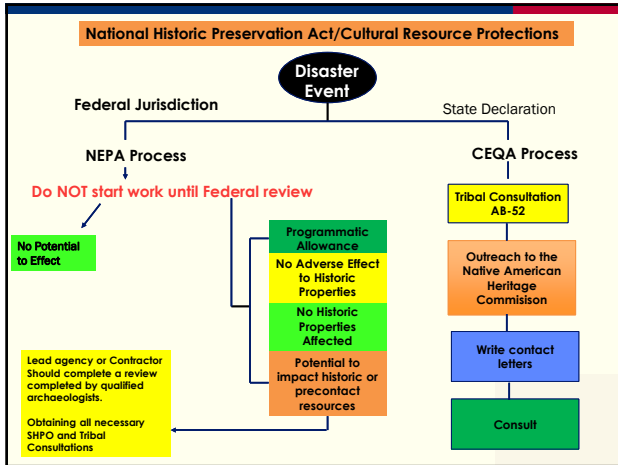 National Historic Preservation Act/Cultural Resource Protections
Disaster
Event
Federal Jurisdiction
State Declaration
NEPA Process
CEQA Process
Do NOT start work until Federal review
No Potential
to Effect
Programmatic
Allowance
No Adverse Effect
to Historic
Properties
No Historic
Properties
Affected
Potential to
impact historic or
precontact
resources
Lead agency or Contractor
Should complete a review
completed by qualified
archaeologists.
Obtaining all necessary
SHPO and Tribal
Consultations
Tribal Consultation
AB-52
Outreach to the
Native American
Heritage
Commisison
Write contact
letters
Consult